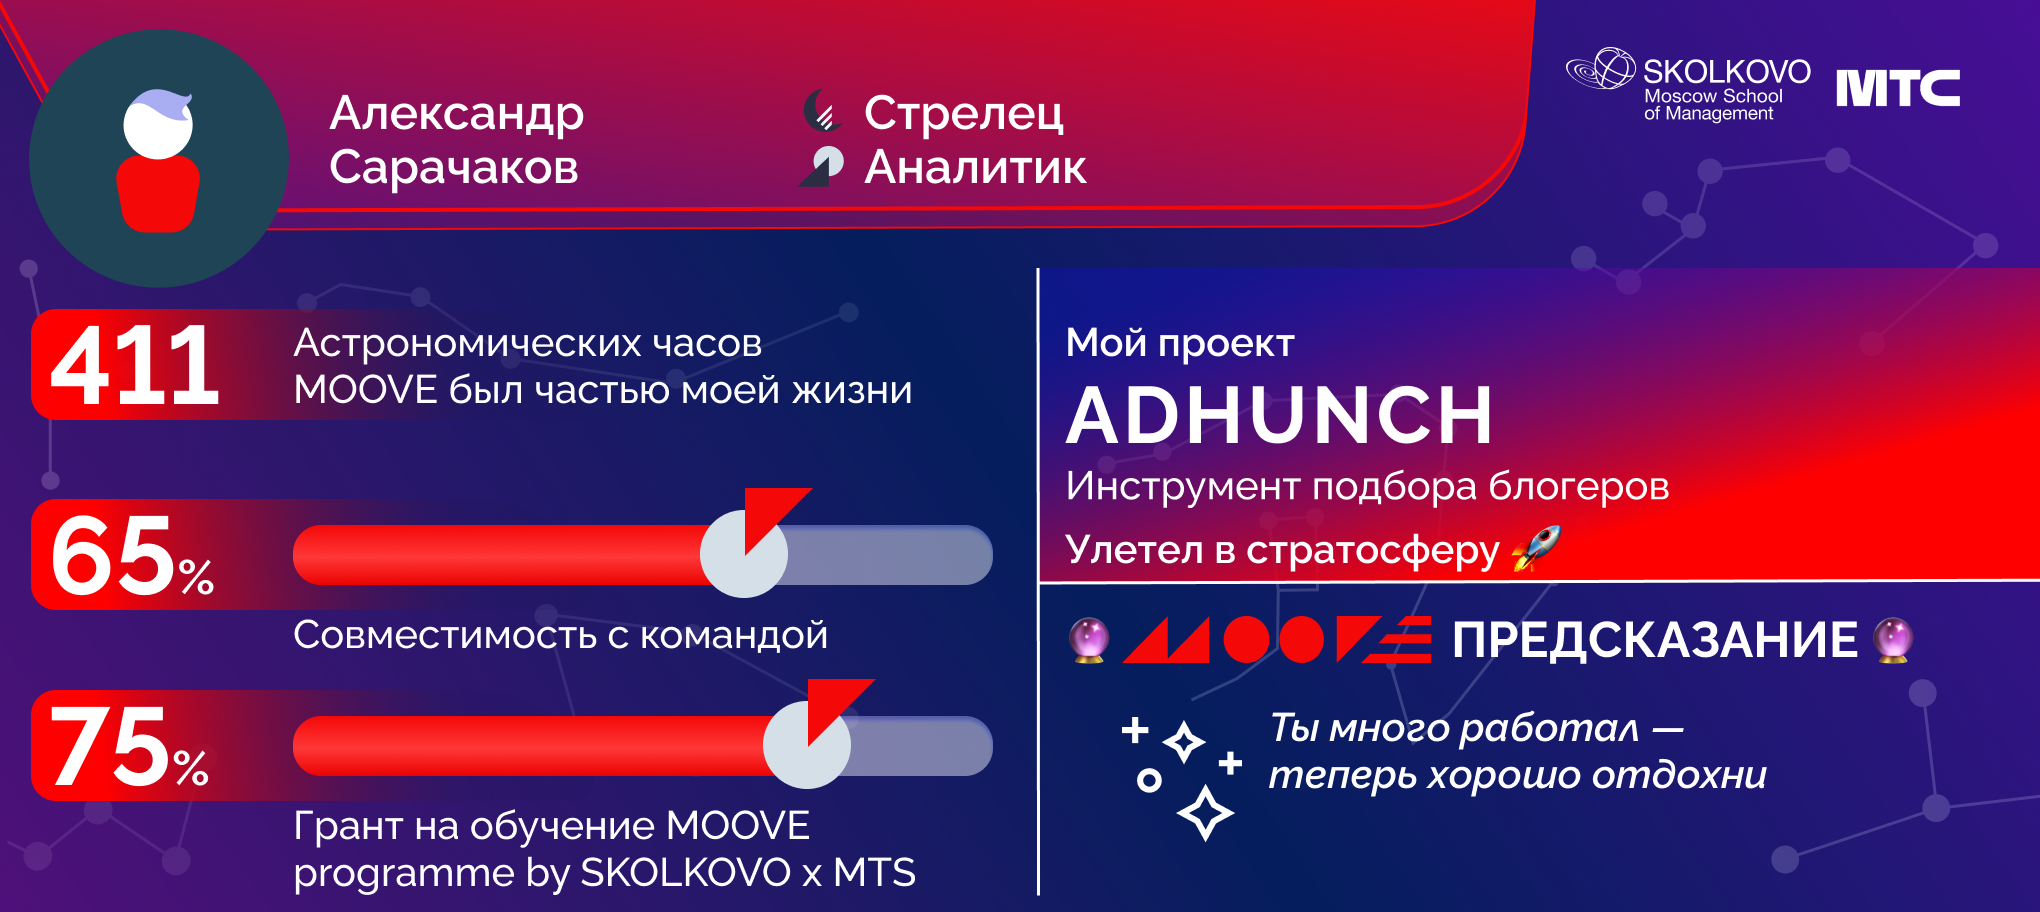 Александр
Сарачаков
Стрелец
Аналитик
SKOLKOVO
Moscow School
of Management
МТС
411
Астрономических часов
MOOVE был частью моей жизни
65%
Совместимость с командой
75%
Грант на обучение MOOVE
programme by SKOLKOVO x MTS
Мой проект
ADHUNCH
Инструмент подбора блогеров
Улетел в стратосферу 🚀
🔮 MOOVE ПРЕДСКАЗАНИЕ 🔮
Ты много работал —
теперь хорошо отдохни